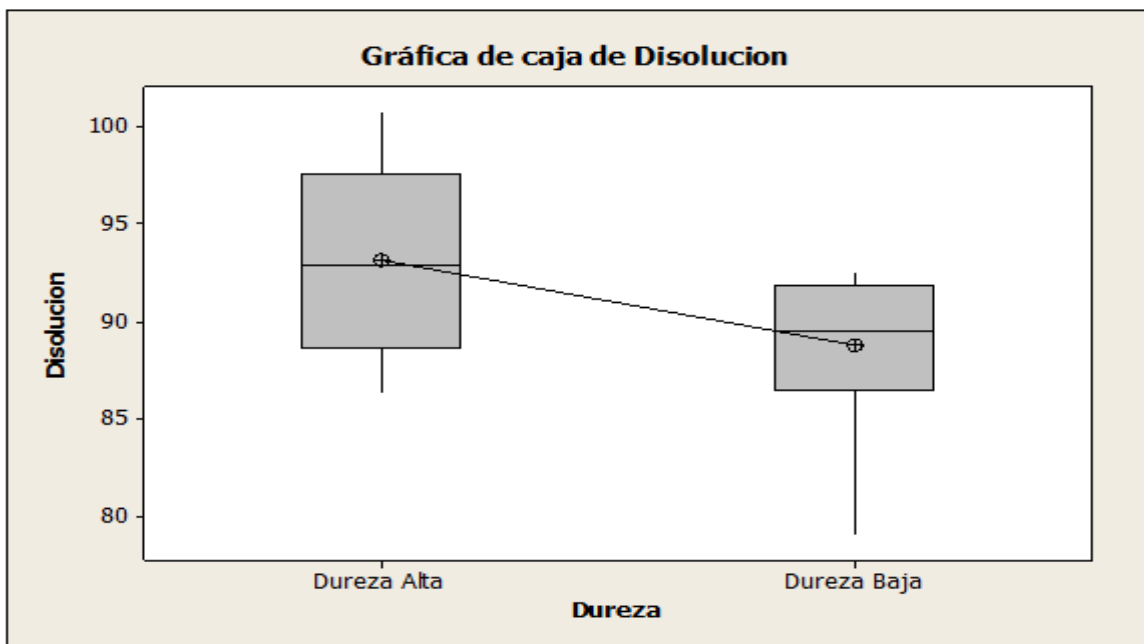 Gráfica de caja de Disolucion
100
95
90
85
80
Disolucion
Dureza Alta
Dureza Baja
Dureza